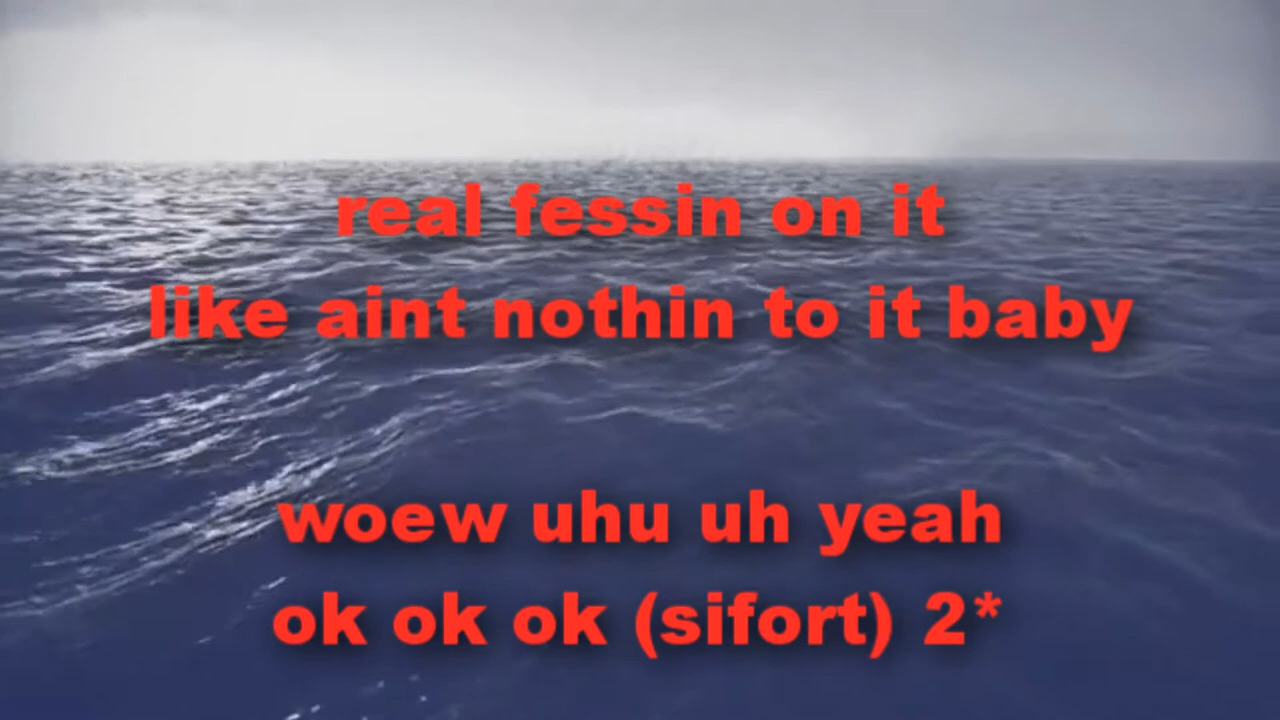 real fessin on it
like aint nothin to it baby
woew uhu uh yeah
ok ok ok (sifort) 2*